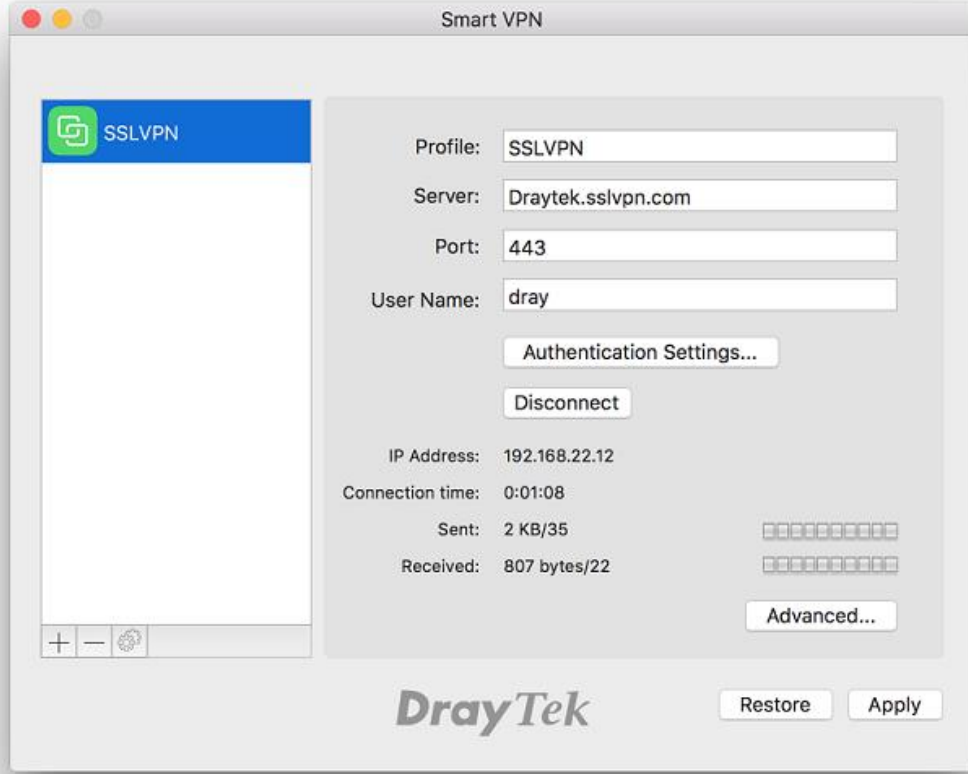 Smart VPN
SSLVPN
Profile: SSLVPN
Server: Draytek.sslvpn.com
Port: 443
User Name: dray
Authentication Settings...
Disconnect
IP Address: 192.168.22.12
Connection time: 0:01:08
Sent: 2 KB/35
Received: 807 bytes/22
Advanced...
DrayTek
Restore Apply